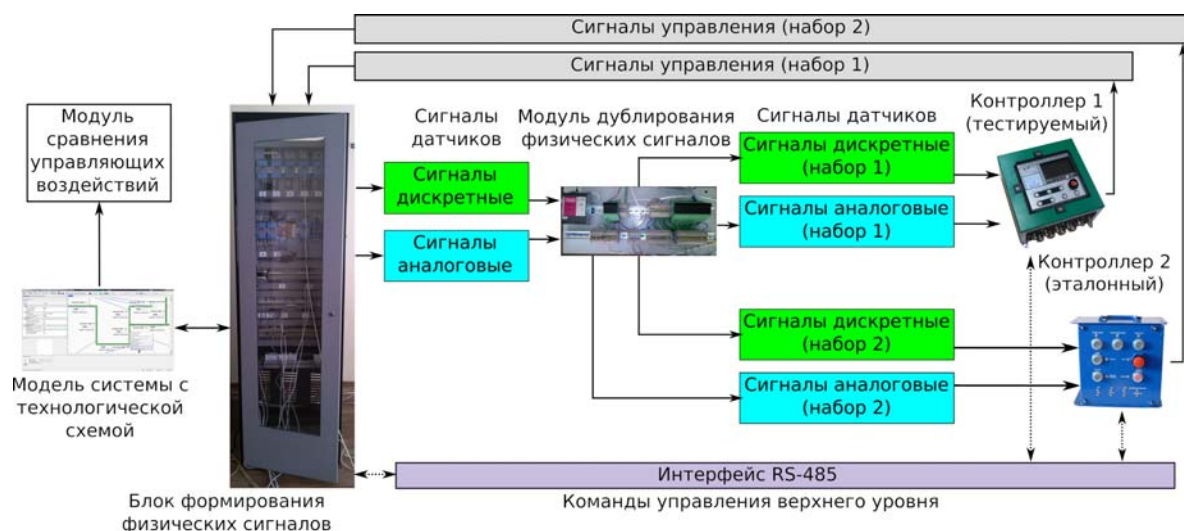 Сигналы управления (набор 2)
Сигналы управления (набор 1)
Модуль
сравнения
управляющих
воздействий
Сигналы
датчиков
Модуль дублирования
физических сигналов
Сигналы датчиков
Контроллер 1
(тестируемый)
Сигналы
дискретные
Сигналы дискретные
(набор 1)
Сигналы
аналоговые
Сигналы аналоговые
(набор 1)
Контроллер 2
(эталонный)
Сигналы дискретные
(набор 2)
Сигналы аналоговые
(набор 2)
Модель системы с
технологической
схемой
Интерфейс RS-485
Блок формирования
физических сигналов
Команды управления верхнего уровня